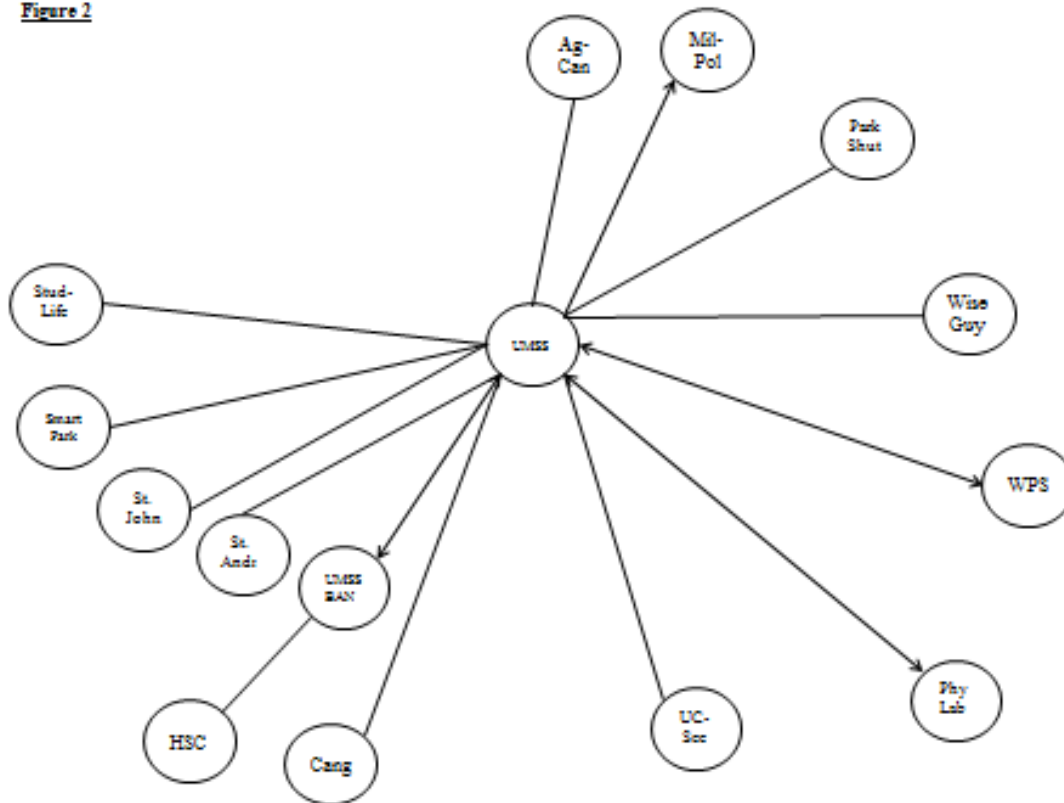 Figure 2
Ag-
Can
Mil-
Pol
Park
Shut
Stud-
Life
UMSS
Wise
Guy
Smart
Park
St.
John
St.
Andr
UMSS
BAN
WPS
HSC
Cang
UC-
Sec
Phy
Lab